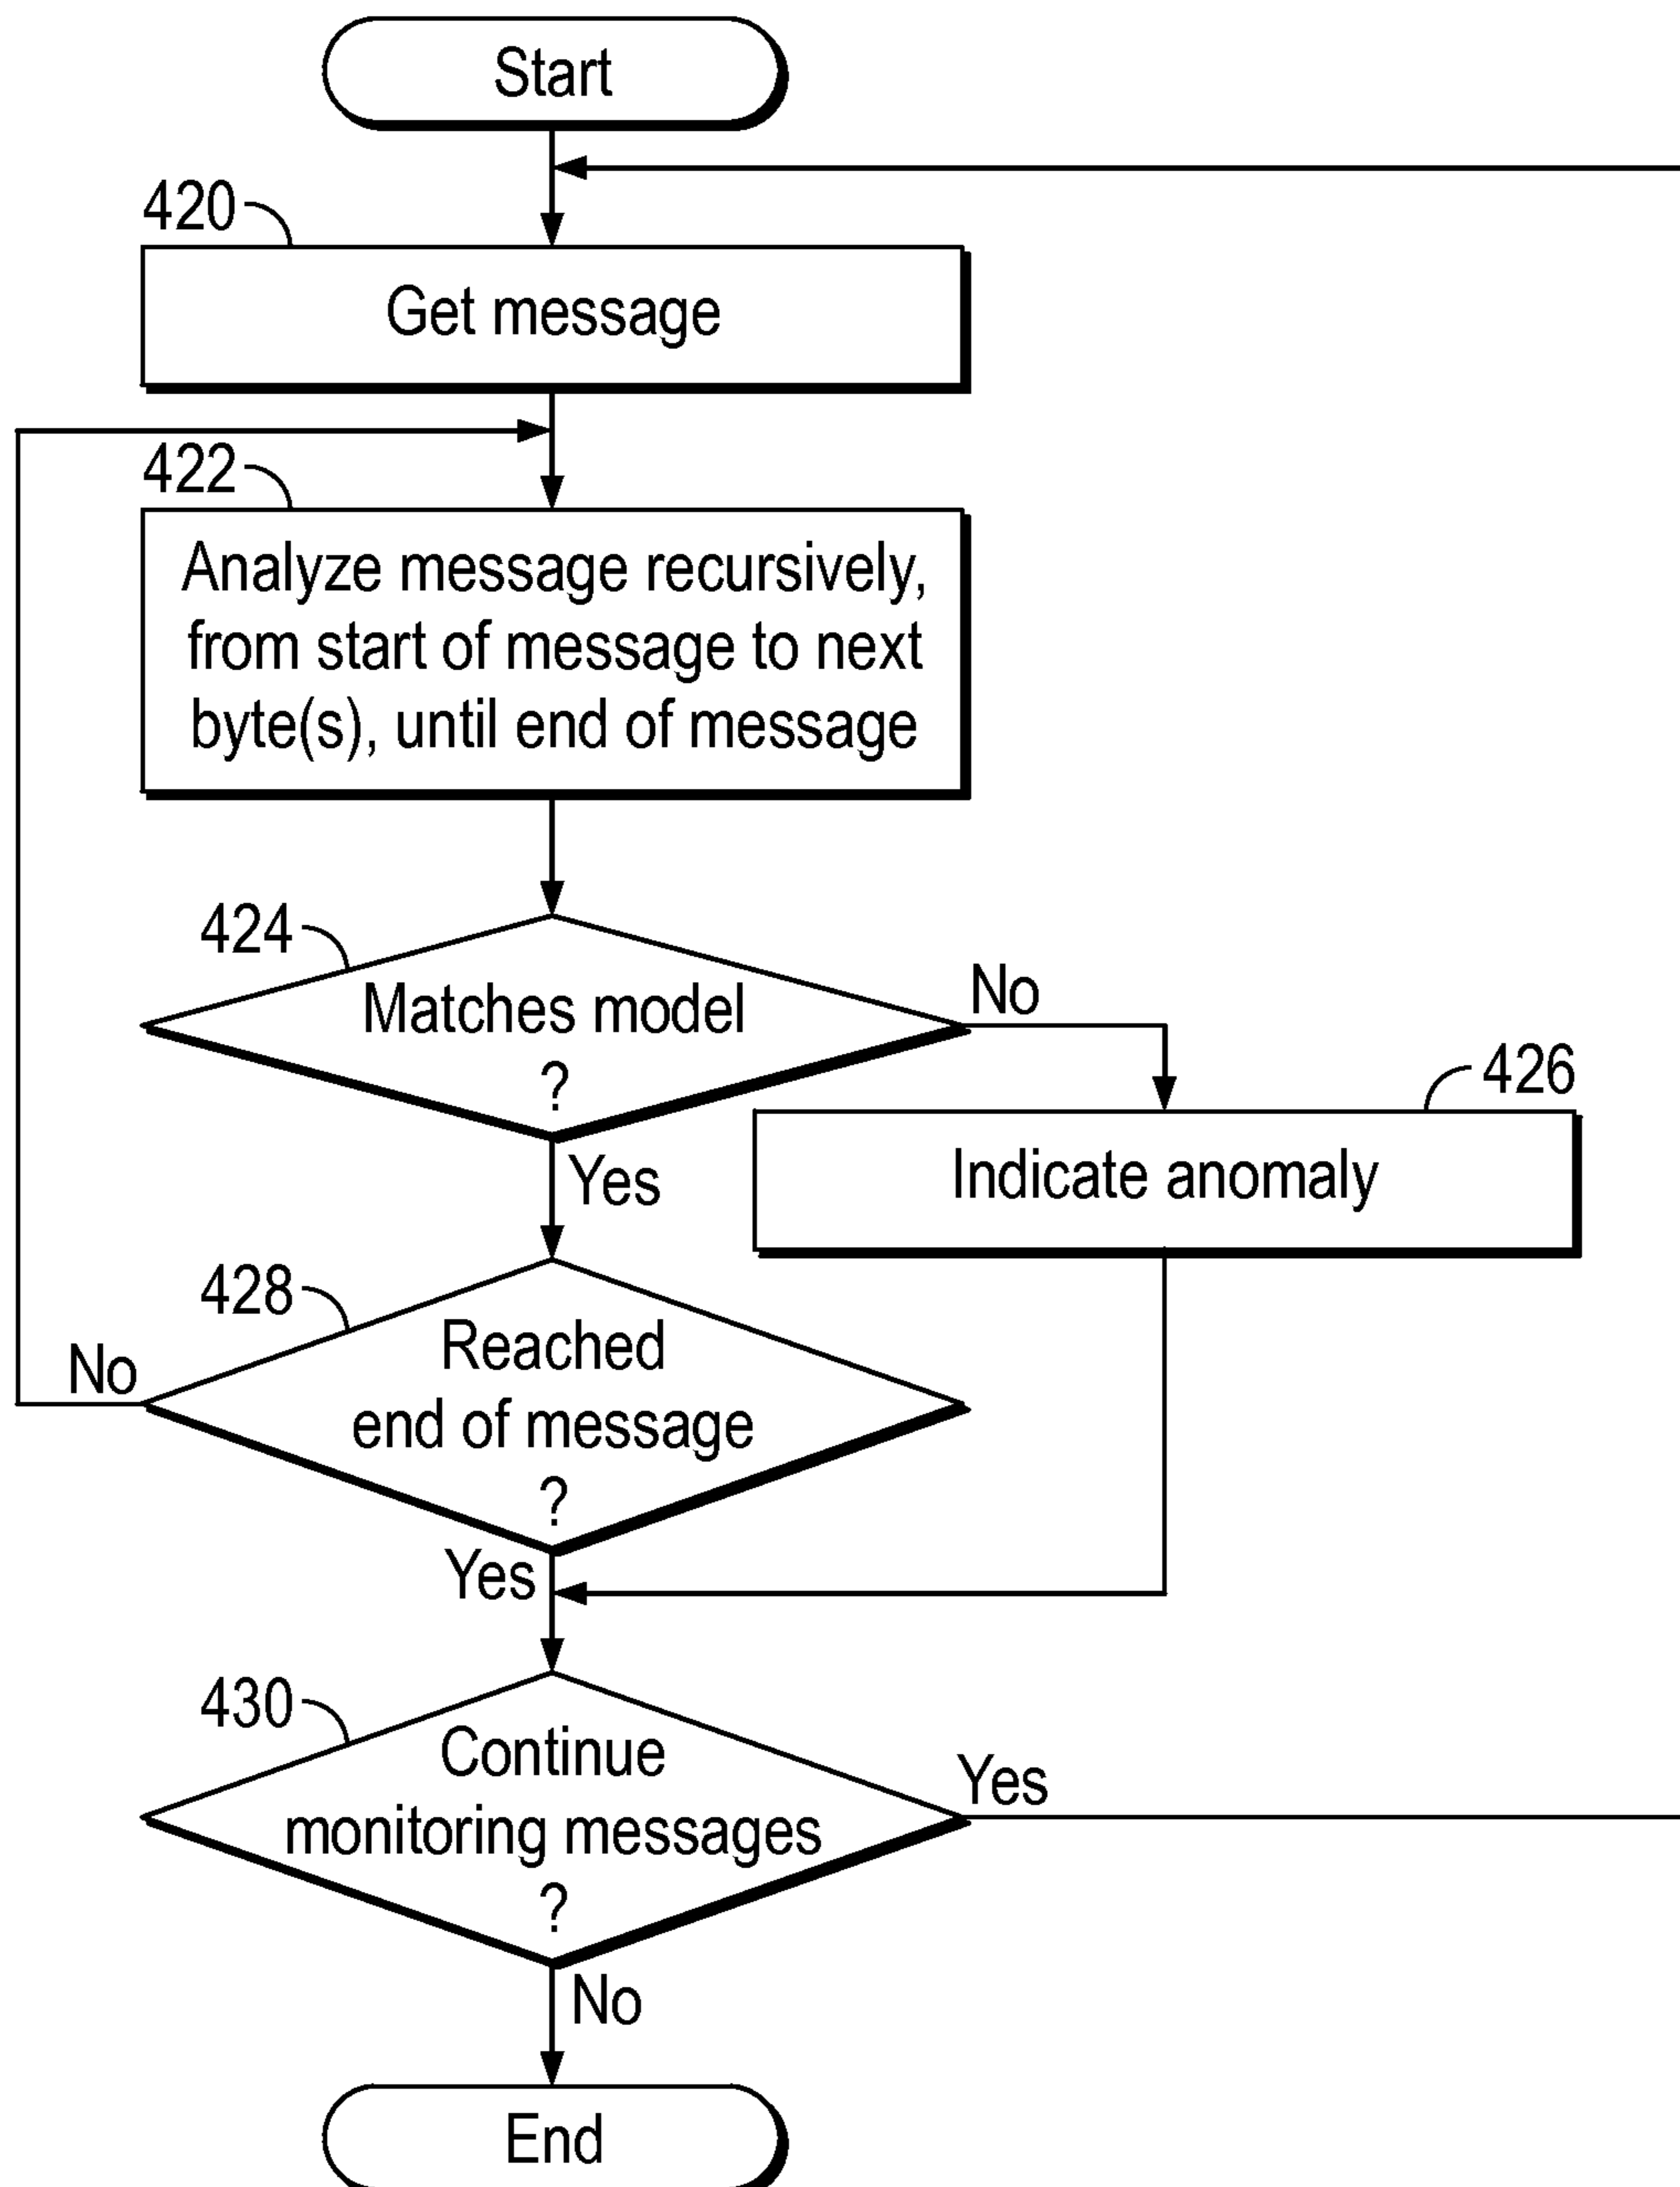 Start
420
Get message
422
Analyze message recursively,
from start of message to next
byte(s), until end of message
424
Matches model
?
No
426
Indicate anomaly
Yes
428
Reached
end of message
?
No
Yes
430
Continue
monitoring messages
?
Yes
No
End